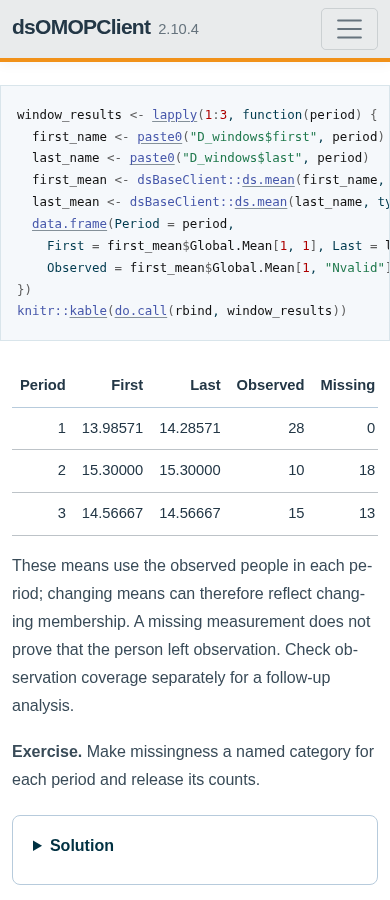 dsOMOPClient 2.10.4
window_results <- lapply(1:3, function(period) {
first_name <- paste0("D_windows$first", period)
last_name <- paste0("D_windows$last", period)
first_mean <- dsBaseClient::ds.mean(first_name,
last_mean <- dsBaseClient::ds.mean(last_name, ty
data.frame(Period = period,
First = first_mean$Global.Mean[1, 1], Last = l
Observed = first_mean$Global.Mean[1, "Nvalid"]
})
knitr::kable(do.call(rbind, window_results))
Period First Last Observed Missing
1 13.98571 14.28571 28 0
2 15.30000 15.30000 10 18
3 14.56667 14.56667 15 13
These means use the observed people in each pe-
riod; changing means can therefore reflect chang-
ing membership. A missing measurement does not
prove that the person left observation. Check ob-
servation coverage separately for a follow-up
analysis.
Exercise. Make missingness a named category for
each period and release its counts.
Solution